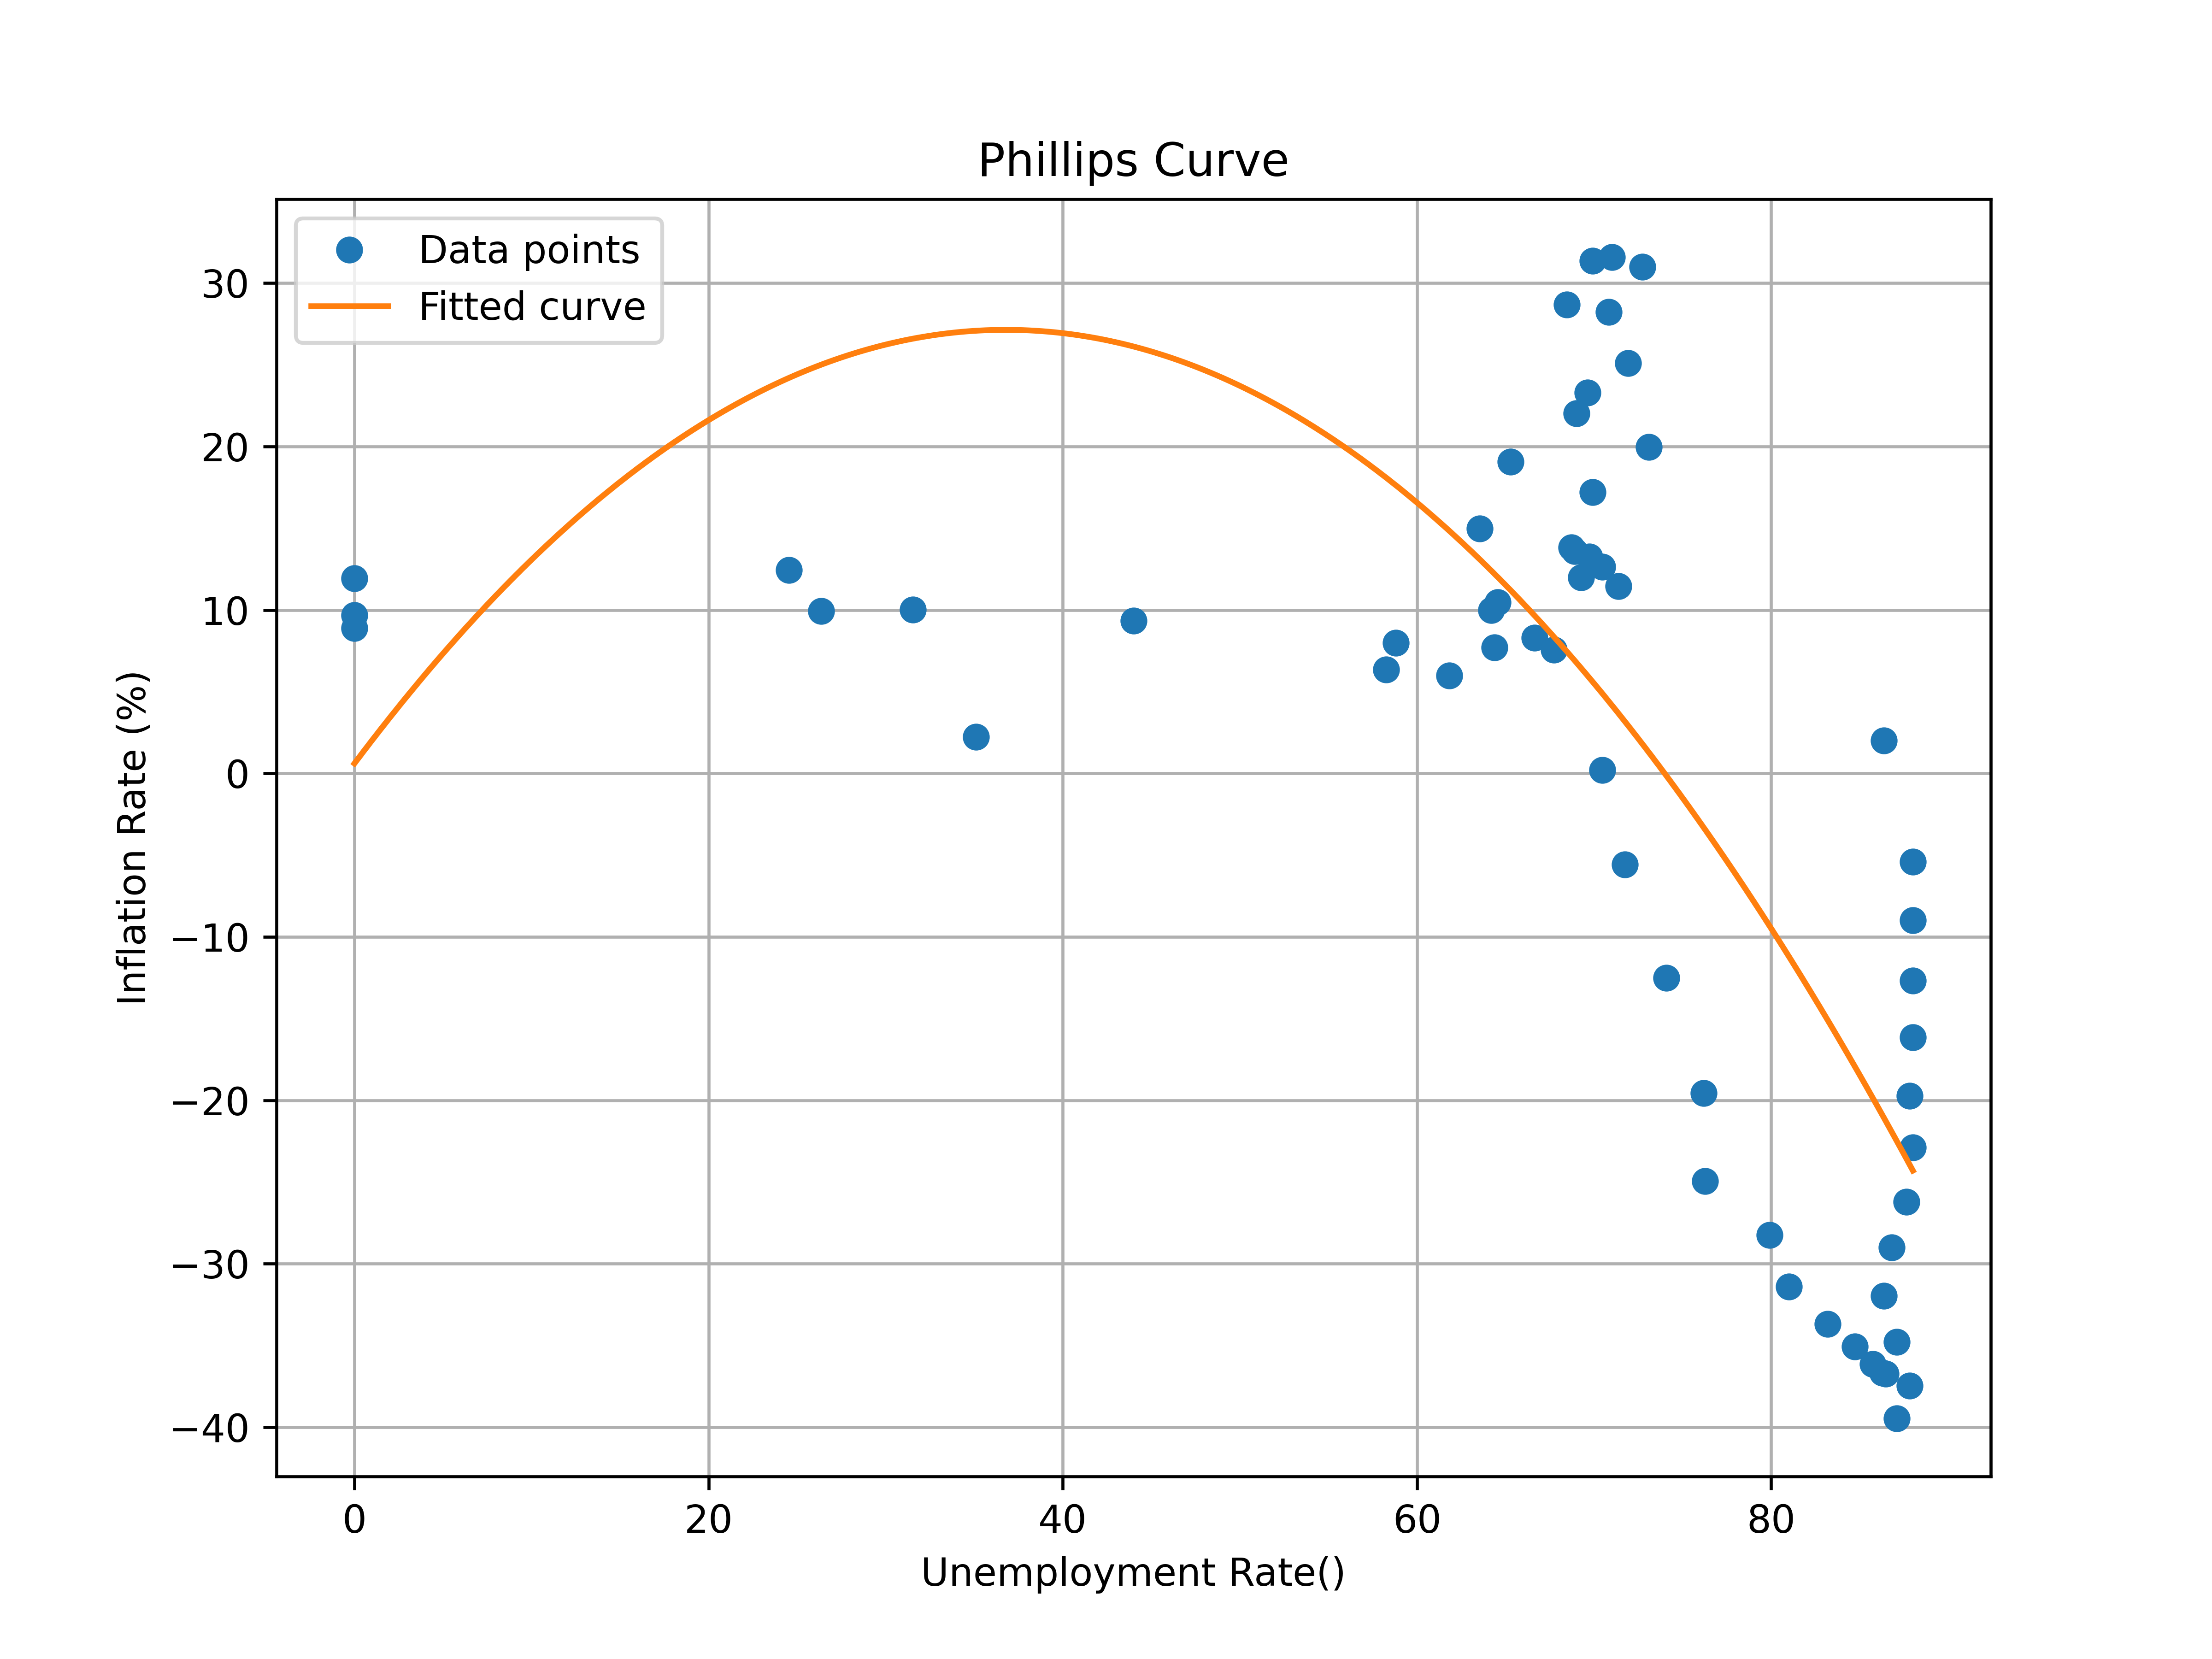 Phillips Curve
Data points
Fitted curve
30
20
10
0
−10
−20
−30
−40
Inflation Rate (%)
0 20 40 60 80
Unemployment Rate()